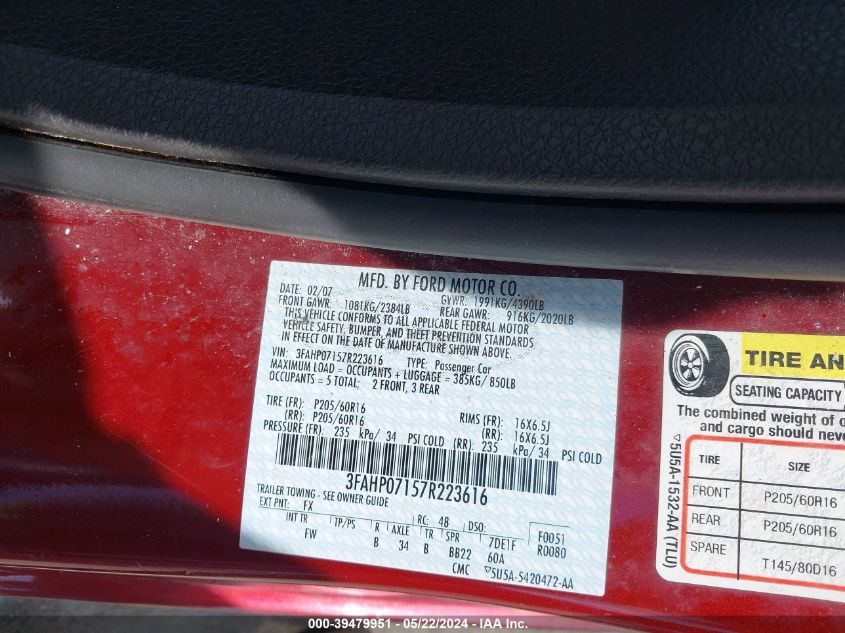 MFD. BY FORD MOTOR CO.
DATE: 02/07 GVWR: 1991KG/4390LB
FRONT GAWR: 1081KG/2384LB REAR GAWR: 916KG/2020LB
THIS VEHICLE CONFORMS TO ALL APPLICABLE FEDERAL MOTOR
VEHICLE SAFETY, BUMPER, AND THEFT PREVENTION STANDARDS
IN EFFECT ON THE DATE OF MANUFACTURE SHOWN ABOVE.
VIN: 3FAHP07157R223616 TYPE: Passenger Car
MAXIMUM LOAD = OCCUPANTS + LUGGAGE = 385KG/ 850LB
OCCUPANTS = 5 TOTAL: 2 FRONT, 3 REAR
TIRE (FR): P205/60R16 RIMS (FR): 16X6.5J
(RR): P205/60R16 (RR): 16X6.5J
PRESSURE (FR): 235 kPa/ 34 PSI COLD (RR): 235 kPa/ 34 PSI COLD
3FAHP07157R223616
TRAILER TOWING - SEE OWNER GUIDE
EXT PNT: FX RC: 48 DSO: F0051
INT TR TP/PS R AXLE TR SPR 7DE1F R0080
FW B 34 B BB22 60A
CMC ▽5U5A-5420472-AA
TIRE AN
SEATING CAPACITY
The combined weight of o
and cargo should neve
TIRE SIZE
FRONT P205/60R16
REAR P205/60R16
SPARE T145/80D16
▽5U5A-1532-AA (TLU)
000-39479951 - 05/22/2024 - IAA Inc.